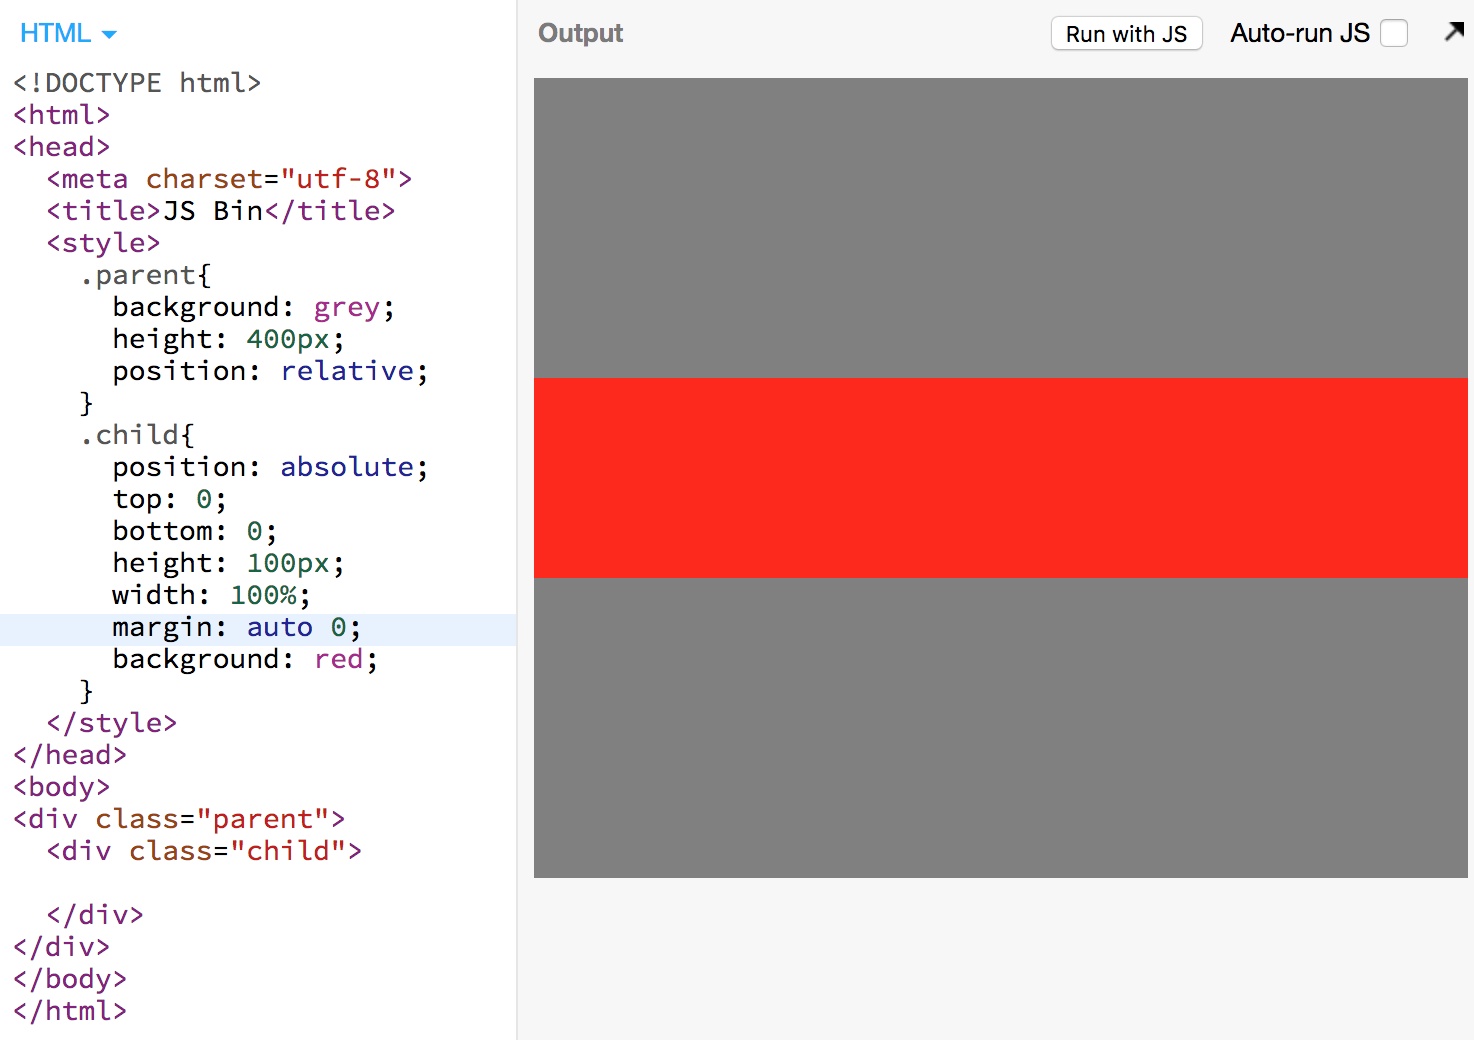 HTML
Output
Run with JS
Auto-run JS
<!DOCTYPE html>
<html>
<head>
  <meta charset="utf-8">
  <title>JS Bin</title>
  <style>
    .parent{
      background: grey;
      height: 400px;
      position: relative;
    }
    .child{
      position: absolute;
      top: 0;
      bottom: 0;
      height: 100px;
      width: 100%;
      margin: auto 0;
      background: red;
    }
  </style>
</head>
<body>
<div class="parent">
  <div class="child">

  </div>
</div>
</body>
</html>